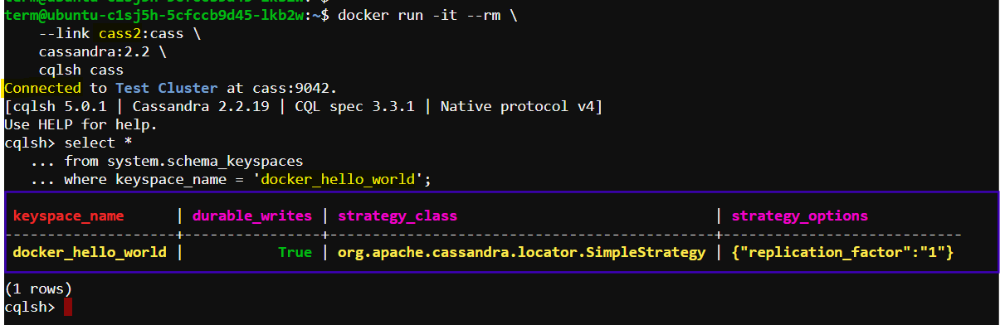 term@ubuntu-c1sj5h-5cfccb9d45-lkb2w:~$ docker run -it --rm \
    --link cass2:cass \
    cassandra:2.2 \
    cqlsh cass
Connected to Test Cluster at cass:9042.
[cqlsh 5.0.1 | Cassandra 2.2.19 | CQL spec 3.3.1 | Native protocol v4]
Use HELP for help.
cqlsh> select *
   ... from system.schema_keyspaces
   ... where keyspace_name = 'docker_hello_world';
 keyspace_name      | durable_writes | strategy_class                              | strategy_options
--------------------+----------------+---------------------------------------------+----------------------------
 docker_hello_world |           True | org.apache.cassandra.locator.SimpleStrategy | {"replication_factor":"1"}
(1 rows)
cqlsh>